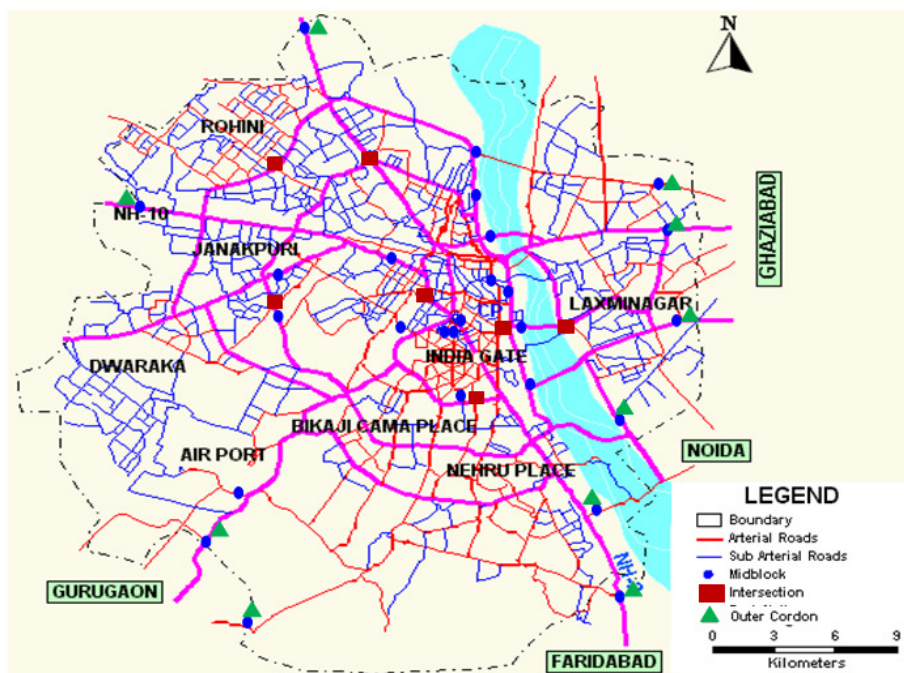 N
ROHINI
NH-10
GHAZIABAD
JANAKPURI
LAXMINAGAR
CP
INDIA GATE
DWARAKA
BIKAJI CAMA PLACE
AIR PORT
NEHRU PLACE
NOIDA
GURUGAON
FARIDABAD
LEGEND
Boundary
Arterial Roads
Sub Arterial Roads
Midblock
Intersection
Outer Cordon
0 3 6 9
Kilometers